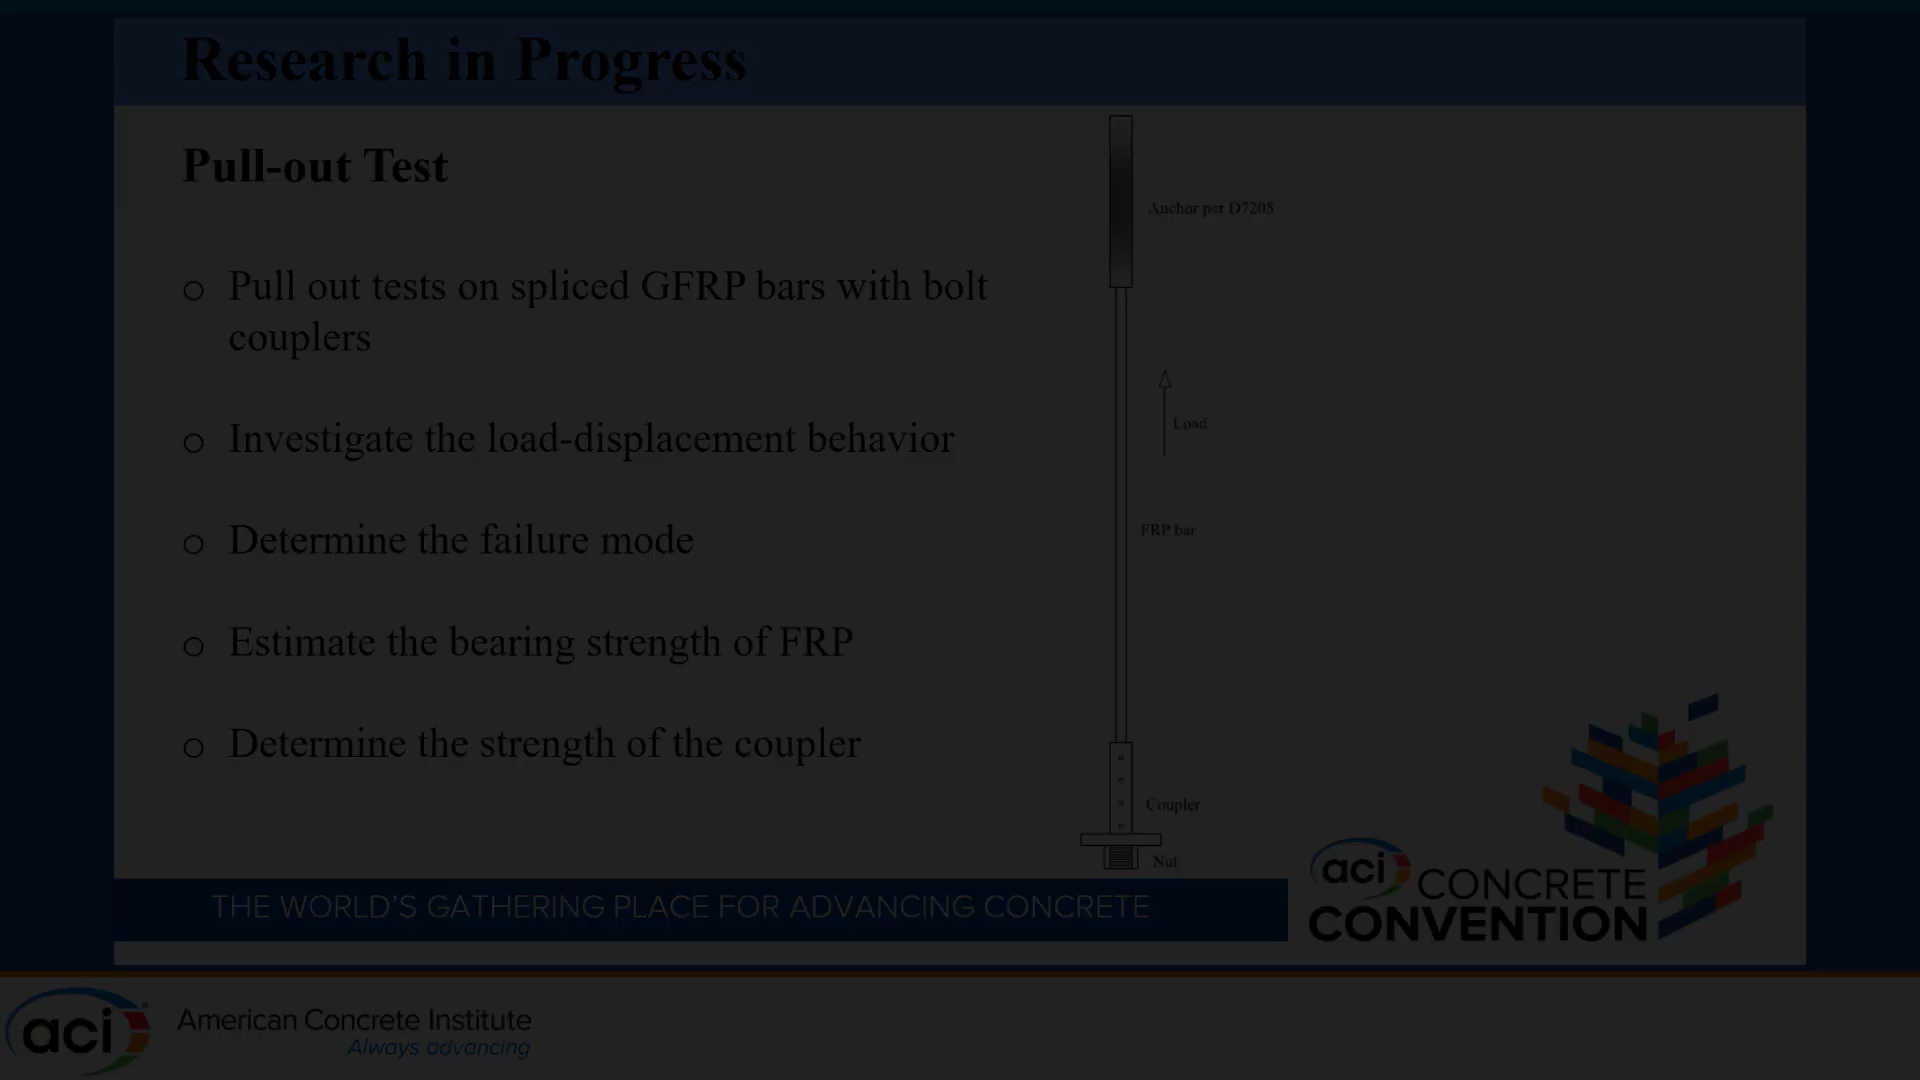 Research in Progress
Pull-out Test
Anchor per D7205
o Pull out tests on spliced GFRP bars with bolt
couplers
Load
o Investigate the load-displacement behavior
FRP bar
o Determine the failure mode
o Estimate the bearing strength of FRP
o Determine the strength of the coupler
Coupler
Nut
THE WORLD'S GATHERING PLACE FOR ADVANCING CONCRETE
aci CONCRETE
CONVENTION
aci American Concrete Institute
Always advancing